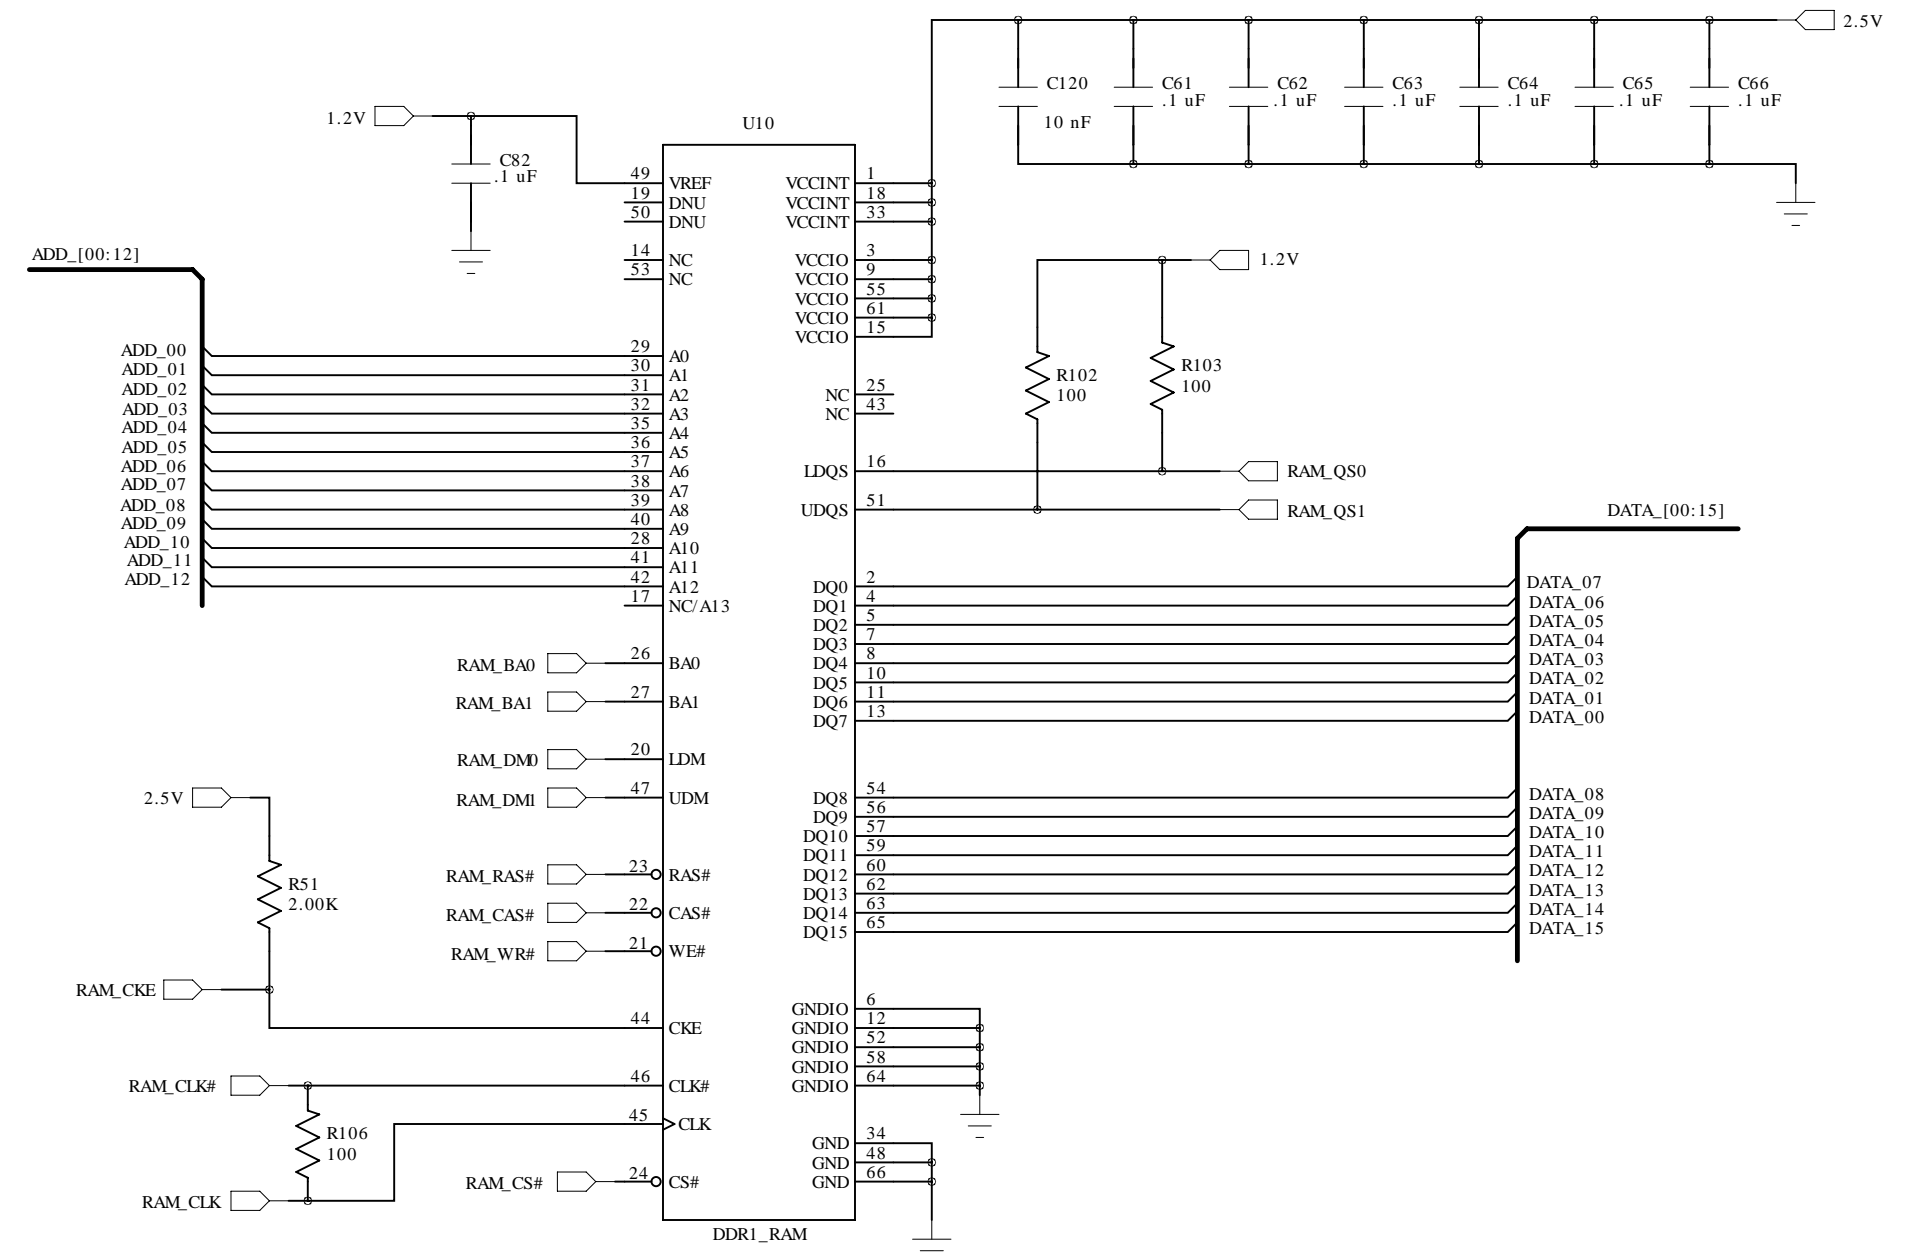 2.5V
C120
10 nF
C61
.1 uF
C62
.1 uF
C63
.1 uF
C64
.1 uF
C65
.1 uF
C66
.1 uF
1.2V
C82
.1 uF
U10
49 VREF
19 DNU
50 DNU
14 NC
53 NC
VCCINT 1
VCCINT 18
VCCINT 33
VCCIO 3
VCCIO 9
VCCIO 55
VCCIO 61
VCCIO 15
1.2V
R102
100
R103
100
NC 25
NC 43
LDQS 16 RAM_QS0
UDQS 51 RAM_QS1
ADD_[00:12]
ADD_00 29 A0
ADD_01 30 A1
ADD_02 31 A2
ADD_03 32 A3
ADD_04 35 A4
ADD_05 36 A5
ADD_06 37 A6
ADD_07 38 A7
ADD_08 39 A8
ADD_09 40 A9
ADD_10 28 A10
ADD_11 41 A11
ADD_12 42 A12
17 NC/A13
DATA_[00:15]
DQ0 2 DATA_07
DQ1 4 DATA_06
DQ2 5 DATA_05
DQ3 7 DATA_04
DQ4 8 DATA_03
DQ5 10 DATA_02
DQ6 11 DATA_01
DQ7 13 DATA_00
RAM_BA0 26 BA0
RAM_BA1 27 BA1
RAM_DM0 20 LDM
RAM_DM1 47 UDM
DQ8 54 DATA_08
DQ9 56 DATA_09
DQ10 57 DATA_10
DQ11 59 DATA_11
DQ12 60 DATA_12
DQ13 62 DATA_13
DQ14 63 DATA_14
DQ15 65 DATA_15
2.5V
R51
2.00K
RAM_RAS# 23 RAS#
RAM_CAS# 22 CAS#
RAM_WR# 21 WE#
RAM_CKE
44 CKE
GNDIO 6
GNDIO 12
GNDIO 52
GNDIO 58
GNDIO 64
RAM_CLK# 46 CLK#
45 CLK
R106
100
RAM_CLK
RAM_CS# 24 CS#
GND 34
GND 48
GND 66
DDR1_RAM